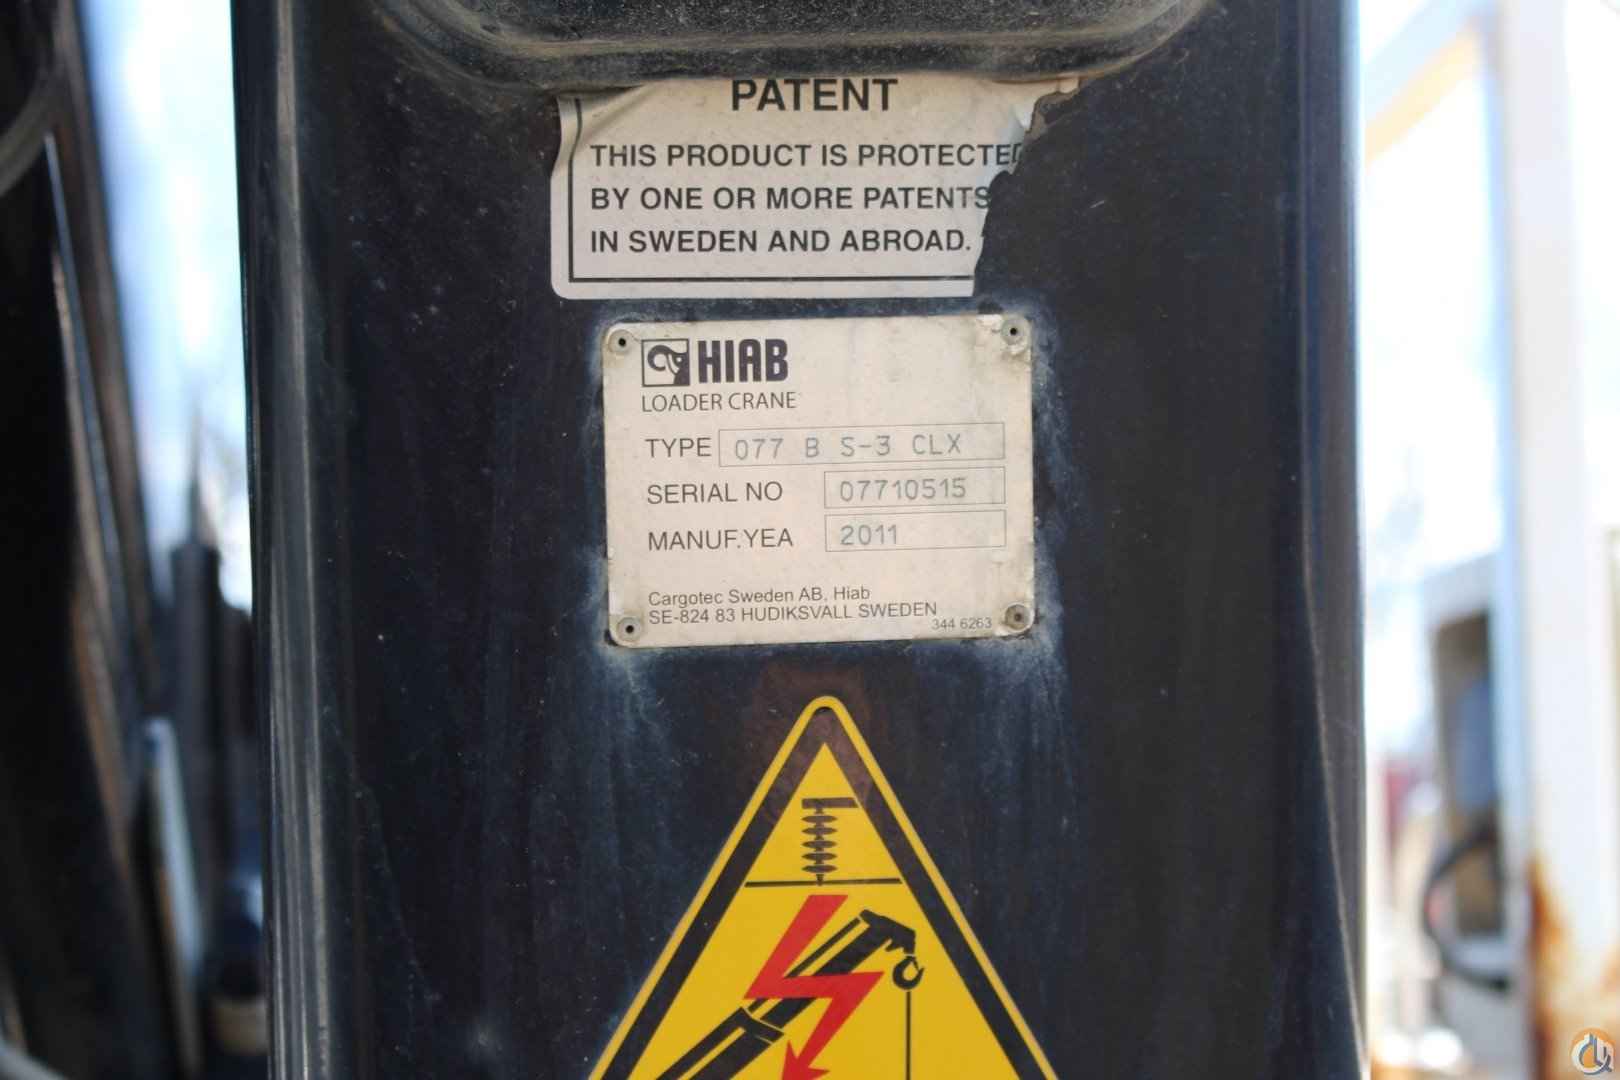 PATENT
THIS PRODUCT IS PROTECTED
BY ONE OR MORE PATENTS
IN SWEDEN AND ABROAD.
HIAB
LOADER CRANE
TYPE 077 B S-3 CLX
SERIAL NO 07710515
MANUF.YEA 2011
Cargotec Sweden AB, Hiab
SE-824 83 HUDIKSVALL SWEDEN
344 6263